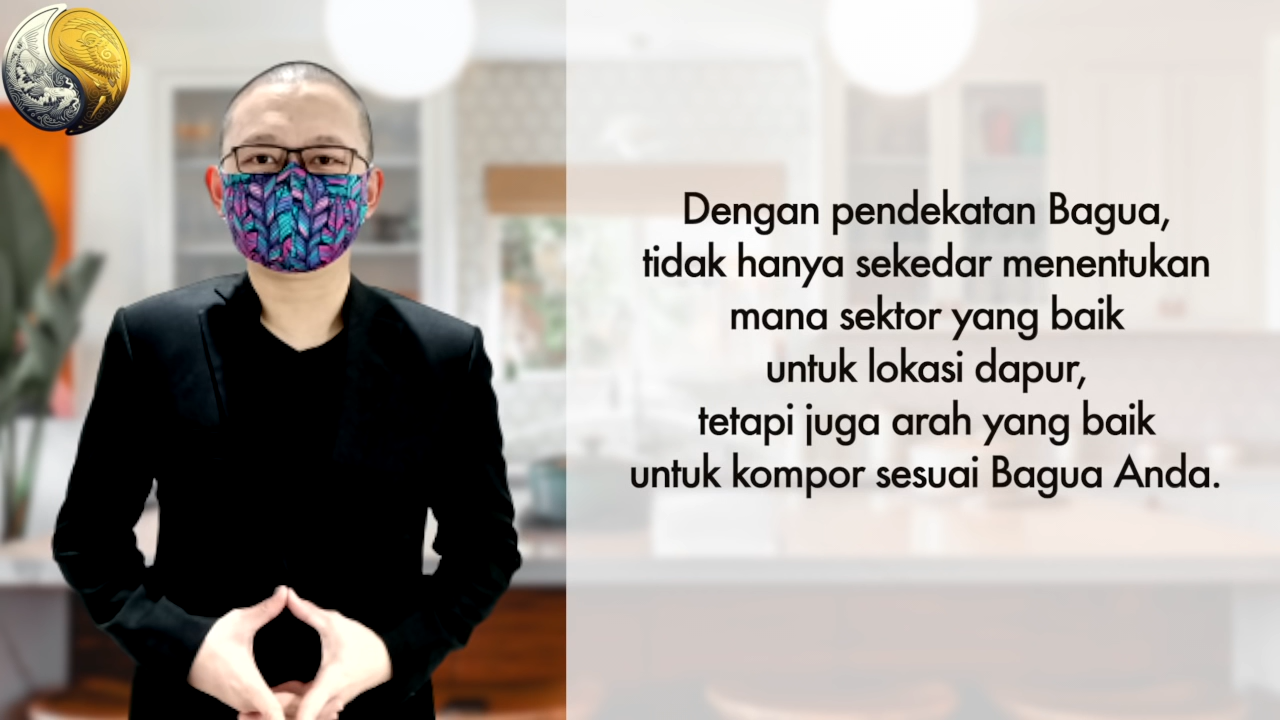 Dengan pendekatan Bagua,
tidak hanya sekedar menentukan
mana sektor yang baik
untuk lokasi dapur,
tetapi juga arah yang baik
untuk kompor sesuai Bagua Anda.